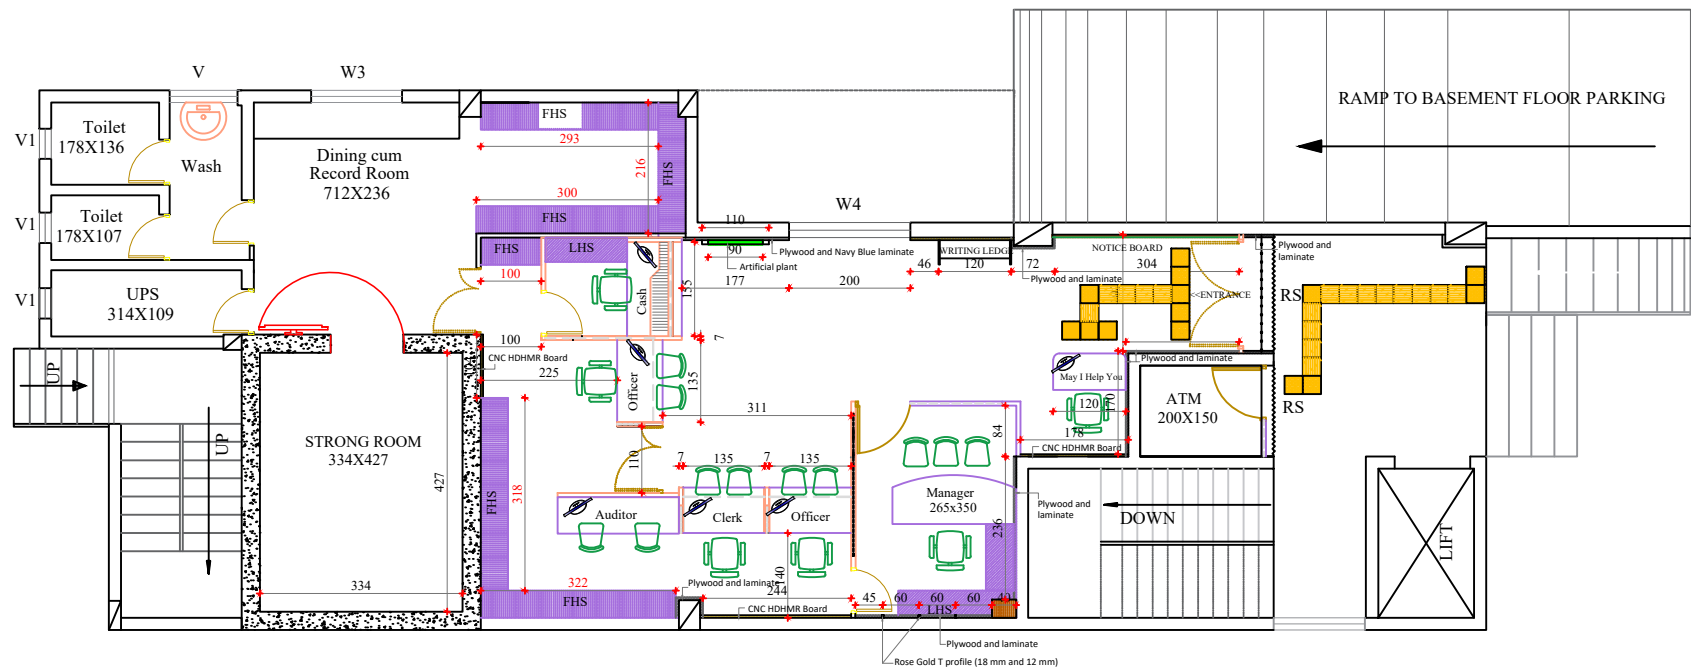 V
W3
RAMP TO BASEMENT FLOOR PARKING
V1
Toilet
178X136
Wash
Dining cum
Record Room
712X236
FHS
293
216
FHS
300
FHS
W4
V1
Toilet
178X107
FHS
LHS
100
Cash
155
110
90
Plywood and Navy Blue laminate
Artificial plant
177
200
46
WRITING LEDG
120
72
Plywood and laminate
NOTICE BOARD
304
Plywood and
laminate
<<ENTRANCE
RS
RS
V1
UPS
314X109
UP
UP
100
CNC HDHMR Board
225
Officer
7
135
311
110
Plywood and laminate
May I Help You
120
170
178
CNC HDHMR Board
ATM
200X150
STRONG ROOM
334X427
427
334
FHS
318
322
FHS
7
135
7
135
Auditor
Clerk
Officer
140
244
Plywood and laminate
CNC HDHMR Board
84
Manager
265x350
236
Plywood and
laminate
45
60
60
60
40
LHS
Plywood and laminate
Rose Gold T profile (18 mm and 12 mm)
DOWN
LIFT